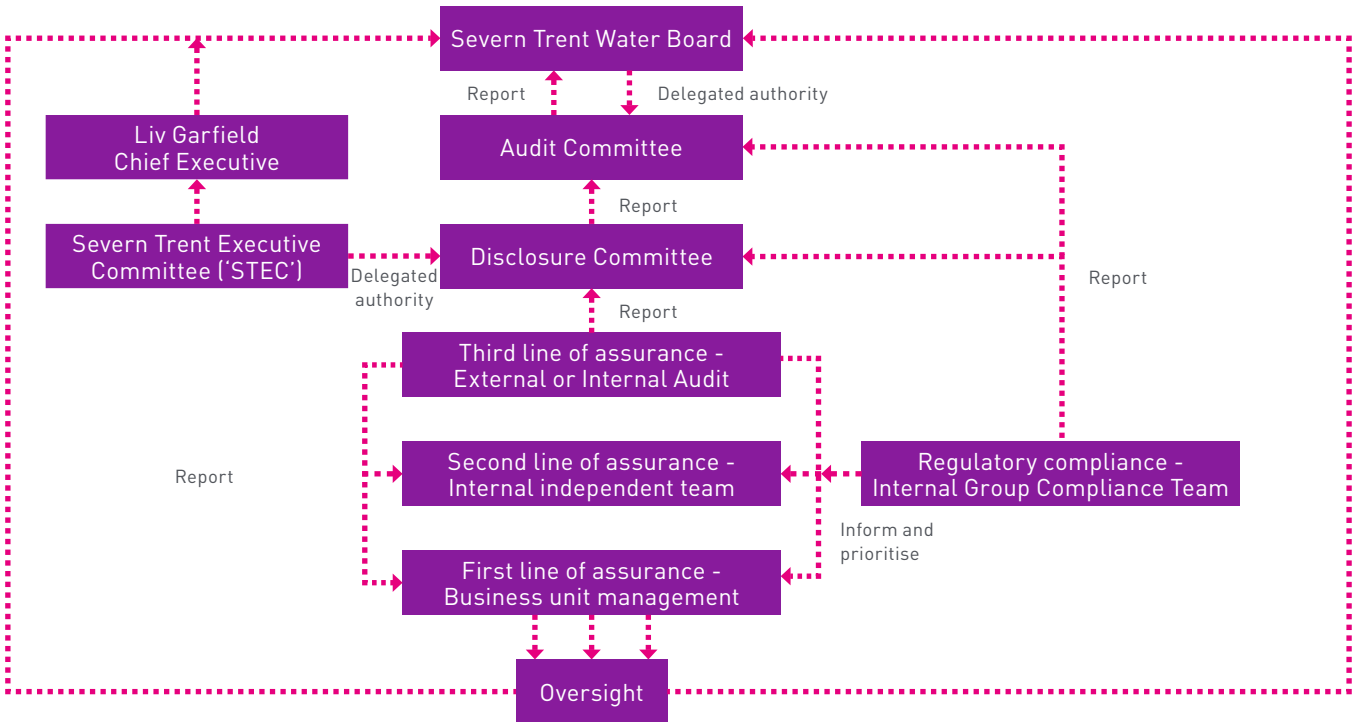 Severn Trent Water Board
Report
Delegated authority
Liv Garfield
Chief Executive
Audit Committee
Report
Severn Trent Executive
Committee (‘STEC’)
Delegated
authority
Disclosure Committee
Report
Report
Third line of assurance -
External or Internal Audit
Report
Second line of assurance -
Internal independent team
Regulatory compliance -
Internal Group Compliance Team
Inform and
prioritise
First line of assurance -
Business unit management
Oversight